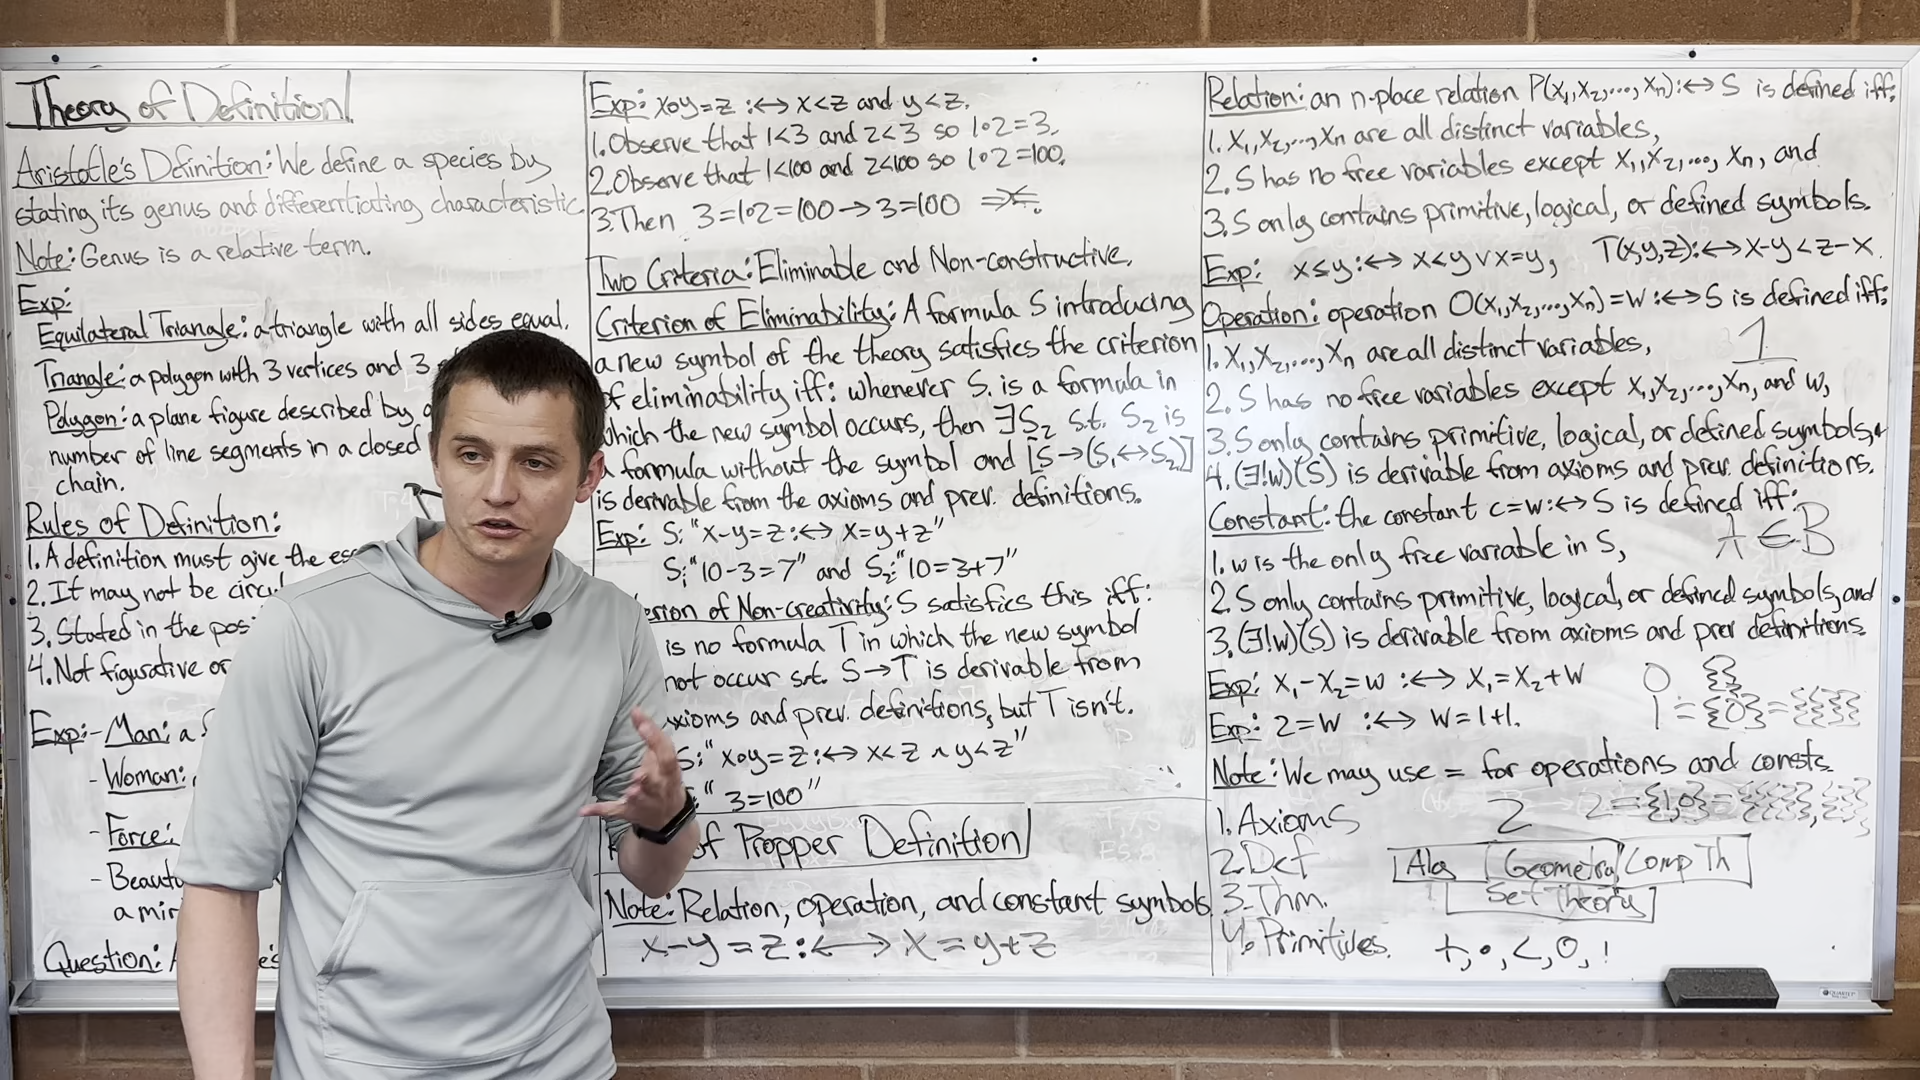 Theory of Definition
Aristotle's Definition: We define a species by
stating its genus and differentiating characteristic.
Note: Genus is a relative term.
Exp:
Equilateral Triangle: a triangle with all sides equal.
Triangle: a polygon with 3 vertices and 3
Polygon: a plane figure described by a
number of line segments in a closed
chain.
Rules of Definition:
1. A definition must give the
2. It may not be
3. Stated in the
4. Not figurative or
Exp: - Man: a
- Woman:
- Force:
a
Question:
Exp: x∘y=z :↔ x<z and y<z.
1. Observe that 1<3 and 2<3 so 1∘2=3.
2. Observe that 1<100 and 2<100 so 1∘2=100.
3. Then 3=1∘2=100 → 3=100 ⇒⇐.
Two Criteria: Eliminable and Non-constructive.
Criterion of Eliminability: A formula S introducing
a new symbol of the theory satisfies the criterion
of eliminability iff: whenever S₁ is a formula in
which the new symbol occurs, then ∃S₂ s.t. S₂ is
a formula without the symbol and [S→(S₁↔S₂)]
is derivable from the axioms and prev. definitions.
Exp: S: "x-y=z :↔ x=y+z"
S₁: "10-3=7" and S₂: "10=3+7"
of Non-creativity: S satisfies this iff:
is no formula T in which the new symbol
not occur s.t. S→T is derivable from
and prev. definitions, but T isn't.
S: "x∘y=z :↔ x<z ∧ y<z"
"3=100"
of Propper Definition
Note: Relation, operation, and constant symbols
x-y=z :↔ x=y+z
Relation: an n-place relation P(x₁,x₂,...,xₙ) :↔ S is defined iff:
1. x₁,x₂,...,xₙ are all distinct variables,
2. S has no free variables except x₁,x₂,...,xₙ, and
3. S only contains primitive, logical, or defined symbols.
Exp: x≤y :↔ x<y ∨ x=y, T(x,y,z) :↔ x-y<z-x.
Operation: operation O(x₁,x₂,...,xₙ)=w :↔ S is defined iff:
1. x₁,x₂,...,xₙ are all distinct variables, 1
2. S has no free variables except x₁,x₂,...,xₙ, and w,
3. S only contains primitive, logical, or defined symbols, +
4. (∃!w)(S) is derivable from axioms and prev. definitions.
Constant: the constant c=w :↔ S is defined iff:
1. w is the only free variable in S, A∈B
2. S only contains primitive, logical, or defined symbols, and
3. (∃!w)(S) is derivable from axioms and prev definitions.
Exp: x₁-x₂=w :↔ x₁=x₂+w 0 {}
Exp: 2=w :↔ w=1+1. 1={0}={{}}
Note: We may use = for operations and consts.
1. Axioms 2 2={1,0}={{{}},{}}
2. Def Alg Geometry Comp Th
3. Thm. Set Theory
4. Primitives. +, ∘, <, 0, !